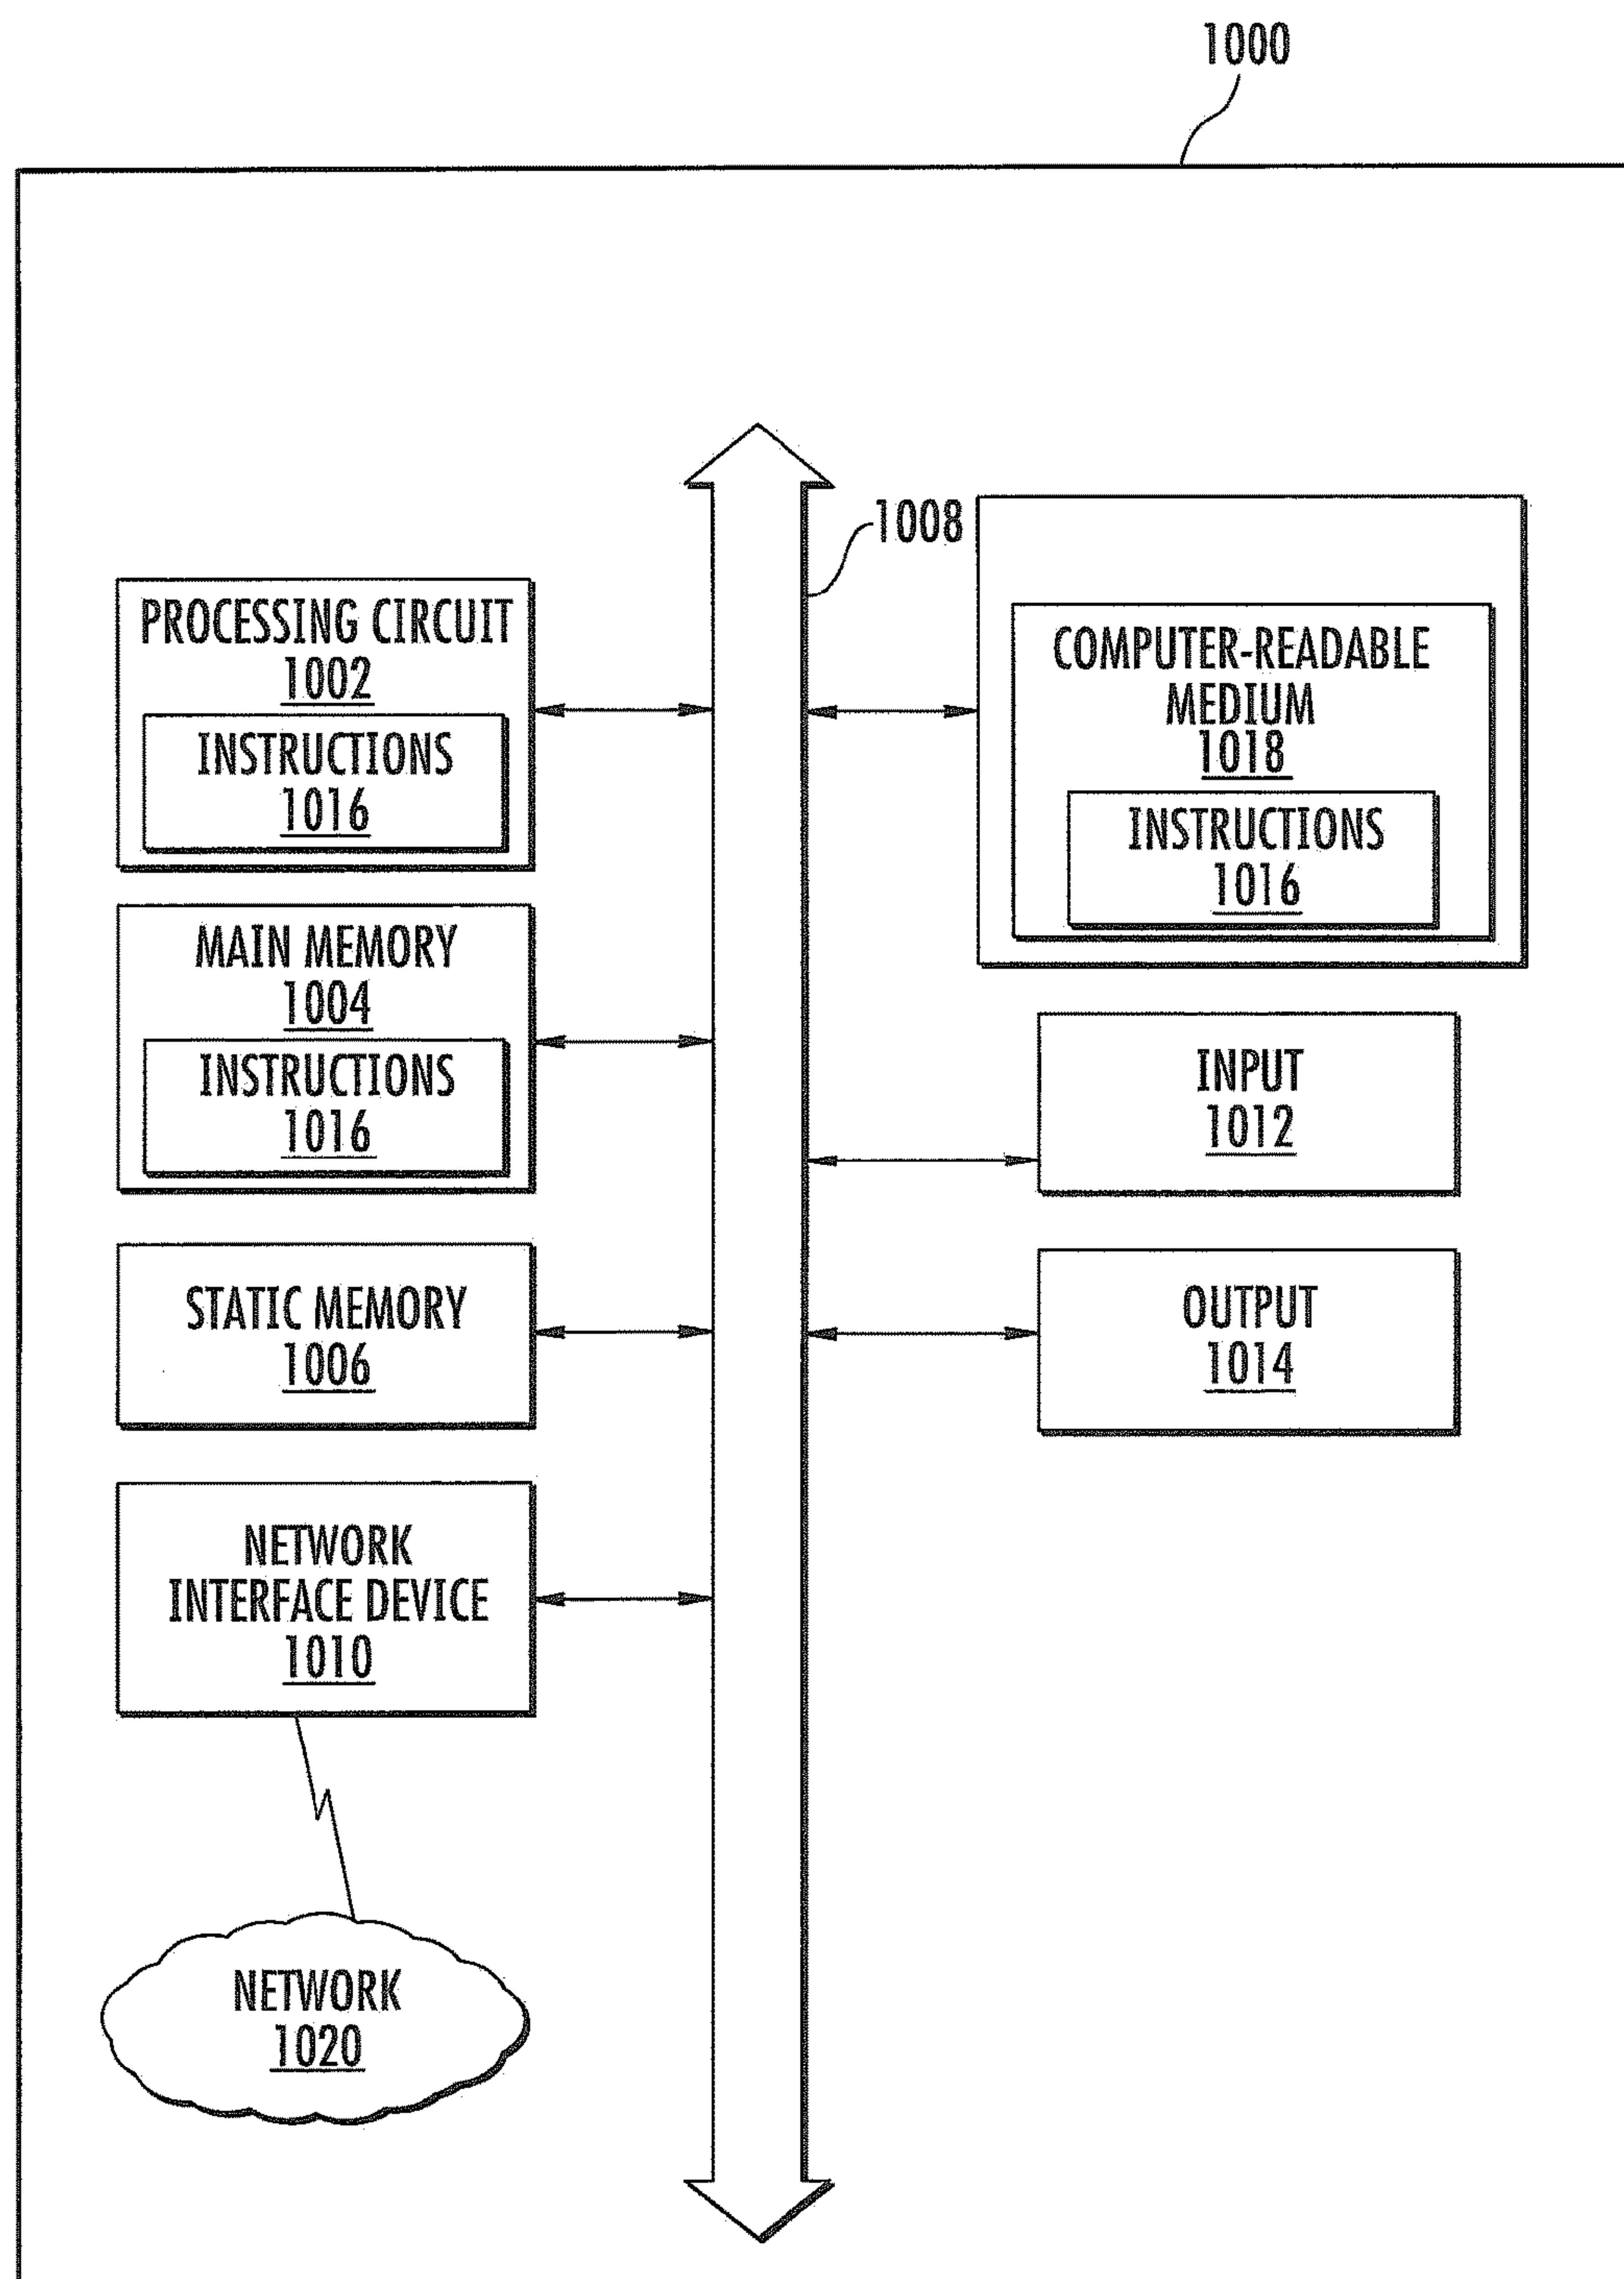 1000
1008
PROCESSING CIRCUIT
1002
INSTRUCTIONS
1016
MAIN MEMORY
1004
INSTRUCTIONS
1016
STATIC MEMORY
1006
NETWORK
INTERFACE DEVICE
1010
NETWORK
1020
COMPUTER-READABLE
MEDIUM
1018
INSTRUCTIONS
1016
INPUT
1012
OUTPUT
1014